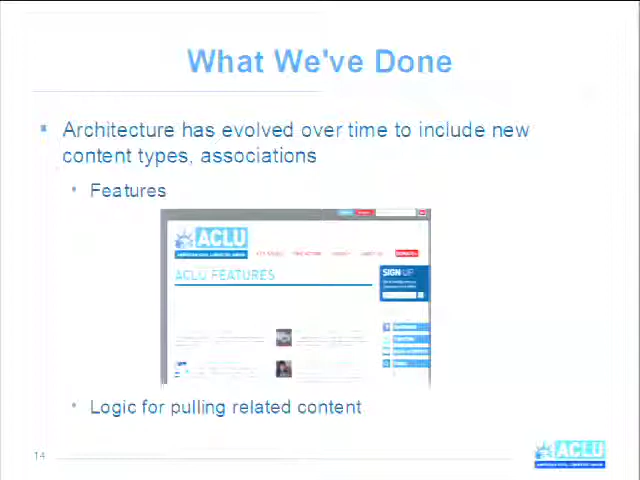 What We've Done
Architecture has evolved over time to include new
content types, associations
Features
ACLU
ACLU FEATURES
SIGN UP
Logic for pulling related content
14
ACLU